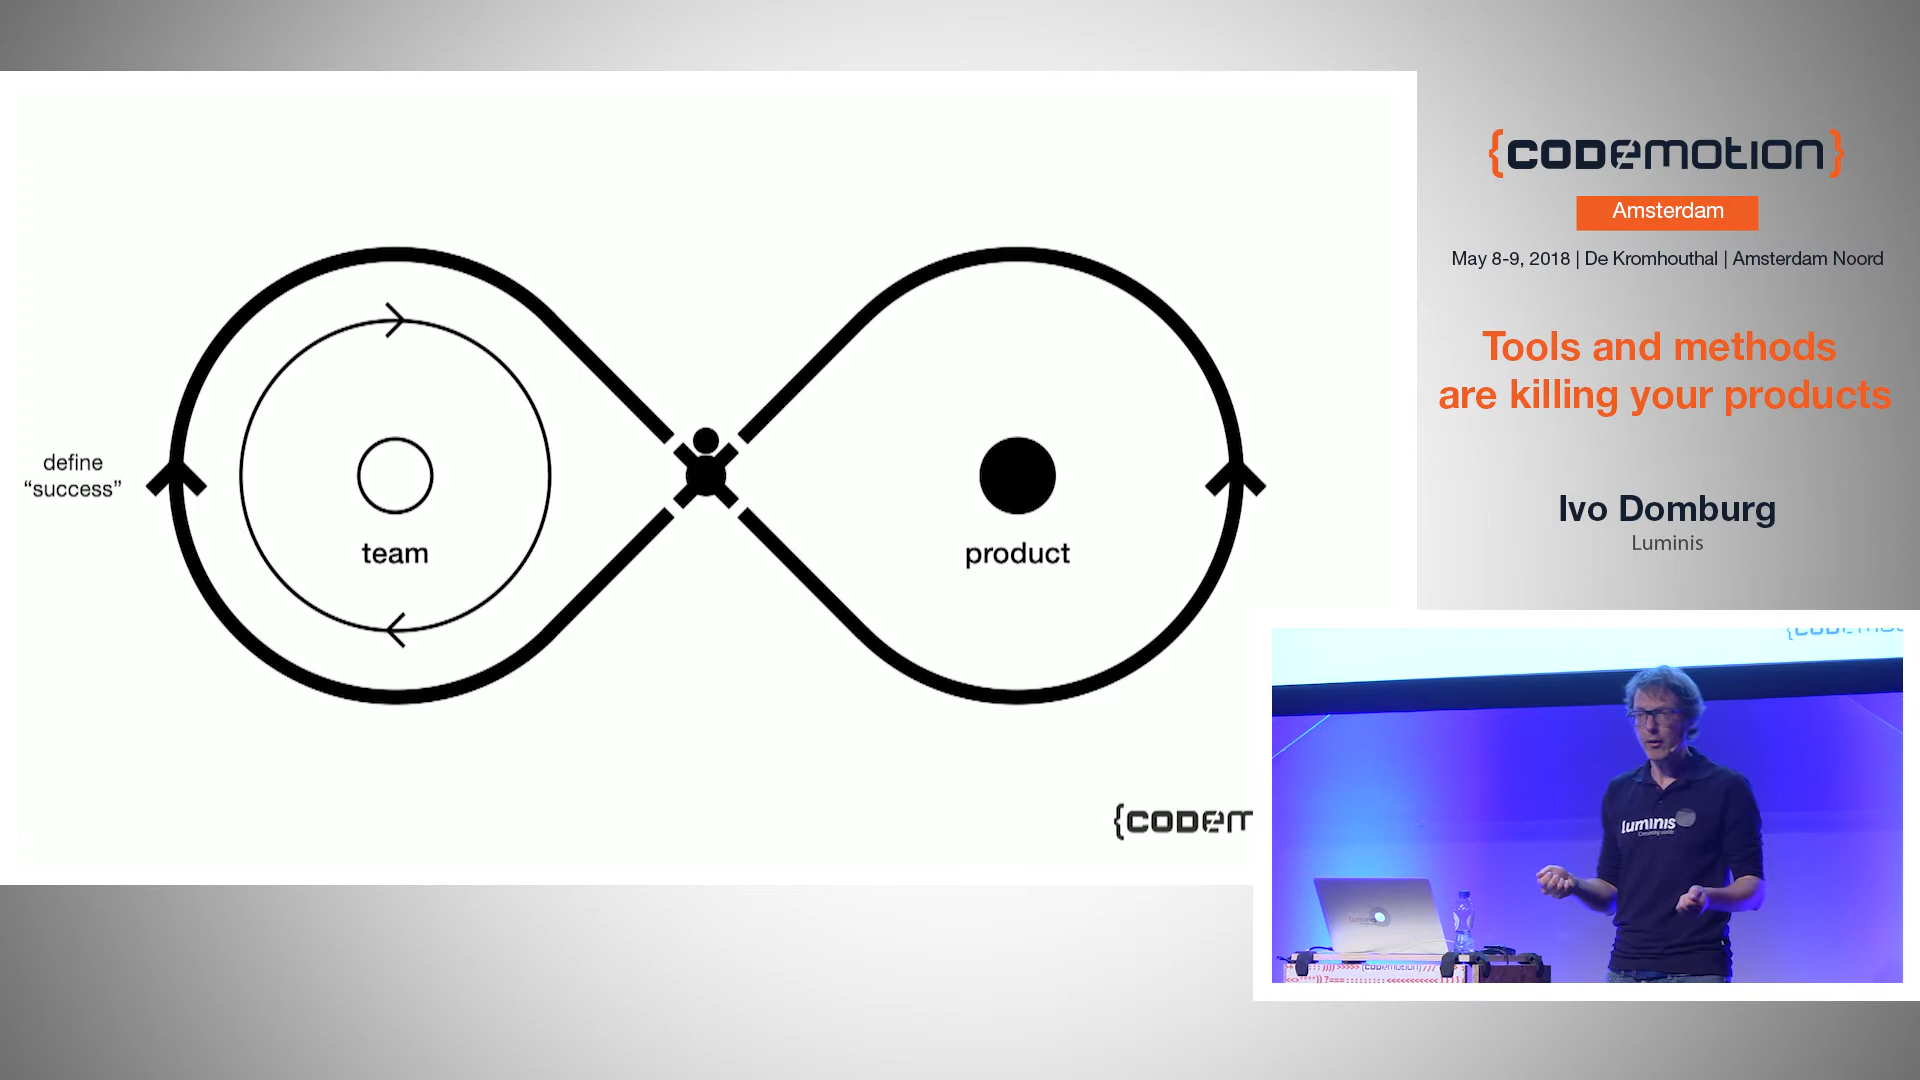 define
“success”
team
product
{CODEM
{CODEMOTION}
Amsterdam
May 8-9, 2018 | De Kromhouthal | Amsterdam Noord
Tools and methods
are killing your products
Ivo Domburg
Luminis
luminis
{CODEMOTION}